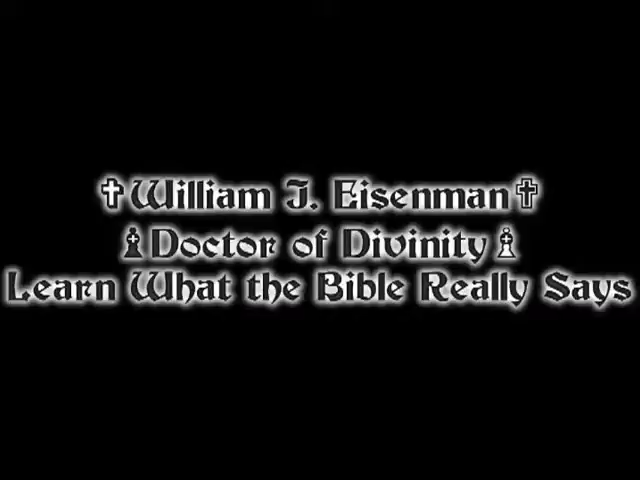 ✝William J. Eisenman✞
♝Doctor of Divinity♗
Learn What the Bible Really Says